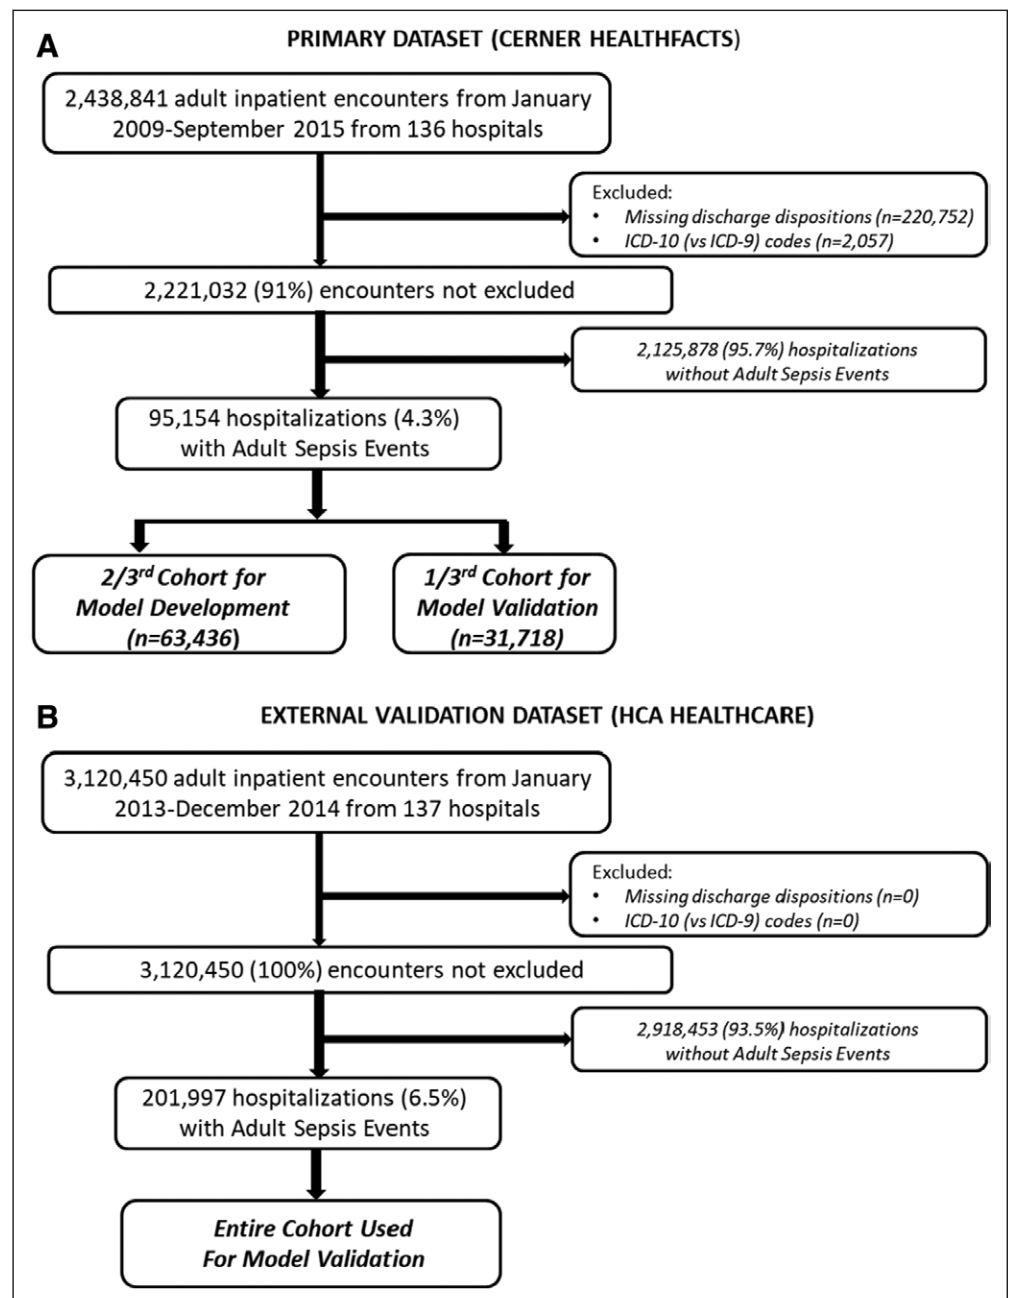 A
PRIMARY DATASET (CERNER HEALTHFACTS)
2,438,841 adult inpatient encounters from January
2009-September 2015 from 136 hospitals
Excluded:
• Missing discharge dispositions (n=220,752)
• ICD-10 (vs ICD-9) codes (n=2,057)
2,221,032 (91%) encounters not excluded
2,125,878 (95.7%) hospitalizations
without Adult Sepsis Events
95,154 hospitalizations (4.3%)
with Adult Sepsis Events
2/3rd Cohort for
Model Development
(n=63,436)
1/3rd Cohort for
Model Validation
(n=31,718)
B
EXTERNAL VALIDATION DATASET (HCA HEALTHCARE)
3,120,450 adult inpatient encounters from January
2013-December 2014 from 137 hospitals
Excluded:
• Missing discharge dispositions (n=0)
• ICD-10 (vs ICD-9) codes (n=0)
3,120,450 (100%) encounters not excluded
2,918,453 (93.5%) hospitalizations
without Adult Sepsis Events
201,997 hospitalizations (6.5%)
with Adult Sepsis Events
Entire Cohort Used
For Model Validation